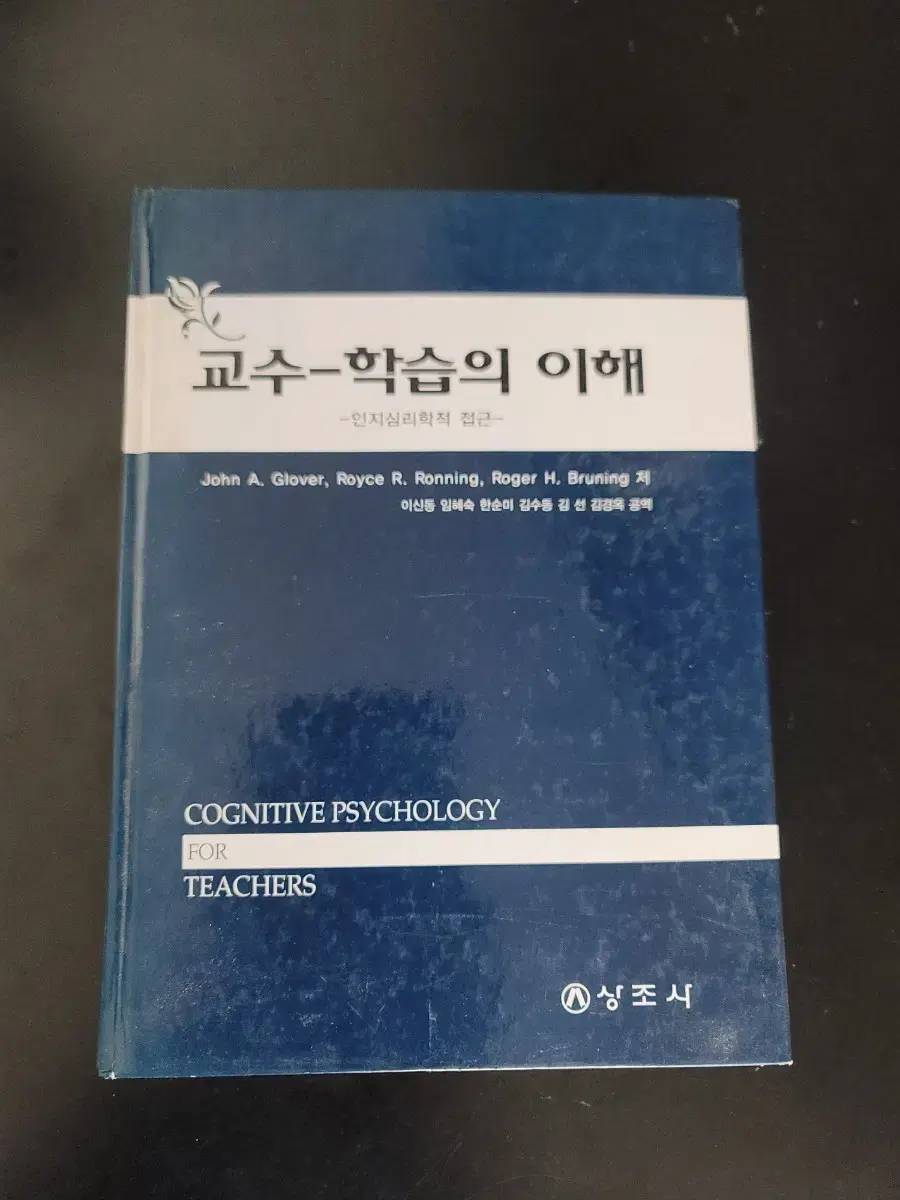 교수-학습의 이해
-인지심리학적 접근-
John A. Glover, Royce R. Ronning, Roger H. Bruning 저
이신동 임혜숙 한순미 김수동 김 선 김경옥 공역
COGNITIVE PSYCHOLOGY
FOR
TEACHERS
상조사